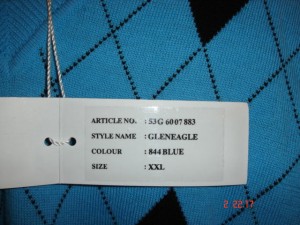 ARTICLE NO. : 53G 6007 883
STYLE NAME : GLENEAGLE
COLOUR : 844 BLUE
SIZE : XXL
2 22:17